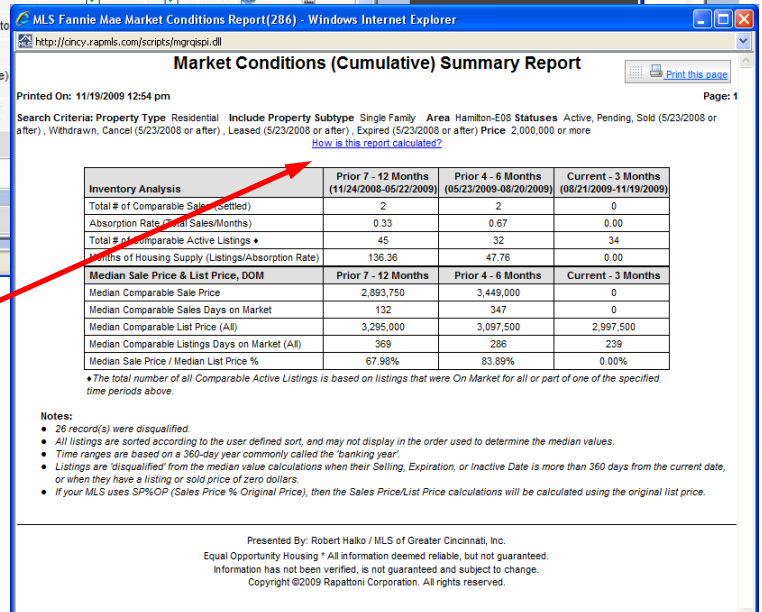 MLS Fannie Mae Market Conditions Report(286) - Windows Internet Explorer
http://cincy.rapmls.com/scripts/mgrqispi.dll
Market Conditions (Cumulative) Summary Report
Print this page
Printed On: 11/19/2009 12:54 pm Page: 1
Search Criteria: Property Type Residential Include Property Subtype Single Family Area Hamilton-E08 Statuses Active, Pending, Sold (5/23/2008 or
after) , Withdrawn, Cancel (5/23/2008 or after) , Leased (5/23/2008 or after) , Expired (5/23/2008 or after) Price 2,000,000 or more
How is this report calculated?
Inventory Analysis Prior 7 - 12 Months (11/24/2008-05/22/2009) Prior 4 - 6 Months (05/23/2009-08/20/2009) Current - 3 Months (08/21/2009-11/19/2009)
Total # of Comparable Sales (Settled) 2 2 0
Absorption Rate (Total Sales/Months) 0.33 0.67 0.00
Total # of Comparable Active Listings ♦ 45 32 34
Months of Housing Supply (Listings/Absorption Rate) 136.36 47.76 0.00
Median Sale Price & List Price, DOM Prior 7 - 12 Months Prior 4 - 6 Months Current - 3 Months
Median Comparable Sale Price 2,893,750 3,449,000 0
Median Comparable Sales Days on Market 132 347 0
Median Comparable List Price (All) 3,295,000 3,097,500 2,997,500
Median Comparable Listings Days on Market (All) 369 286 239
Median Sale Price / Median List Price % 67.98% 83.89% 0.00%
♦The total number of all Comparable Active Listings is based on listings that were On Market for all or part of one of the specified
time periods above.
Notes:
● 26 record(s) were disqualified.
● All listings are sorted according to the user defined sort, and may not display in the order used to determine the median values.
● Time ranges are based on a 360-day year commonly called the 'banking year'.
● Listings are 'disqualified' from the median value calculations when their Selling, Expiration, or Inactive Date is more than 360 days from the current date,
or when they have a listing or sold price of zero dollars.
● If your MLS uses SP%OP (Sales Price % Original Price), then the Sales Price/List Price calculations will be calculated using the original list price.
Presented By: Robert Halko / MLS of Greater Cincinnati, Inc.
Equal Opportunity Housing * All information deemed reliable, but not guaranteed.
Information has not been verified, is not guaranteed and subject to change.
Copyright ©2009 Rapattoni Corporation. All rights reserved.